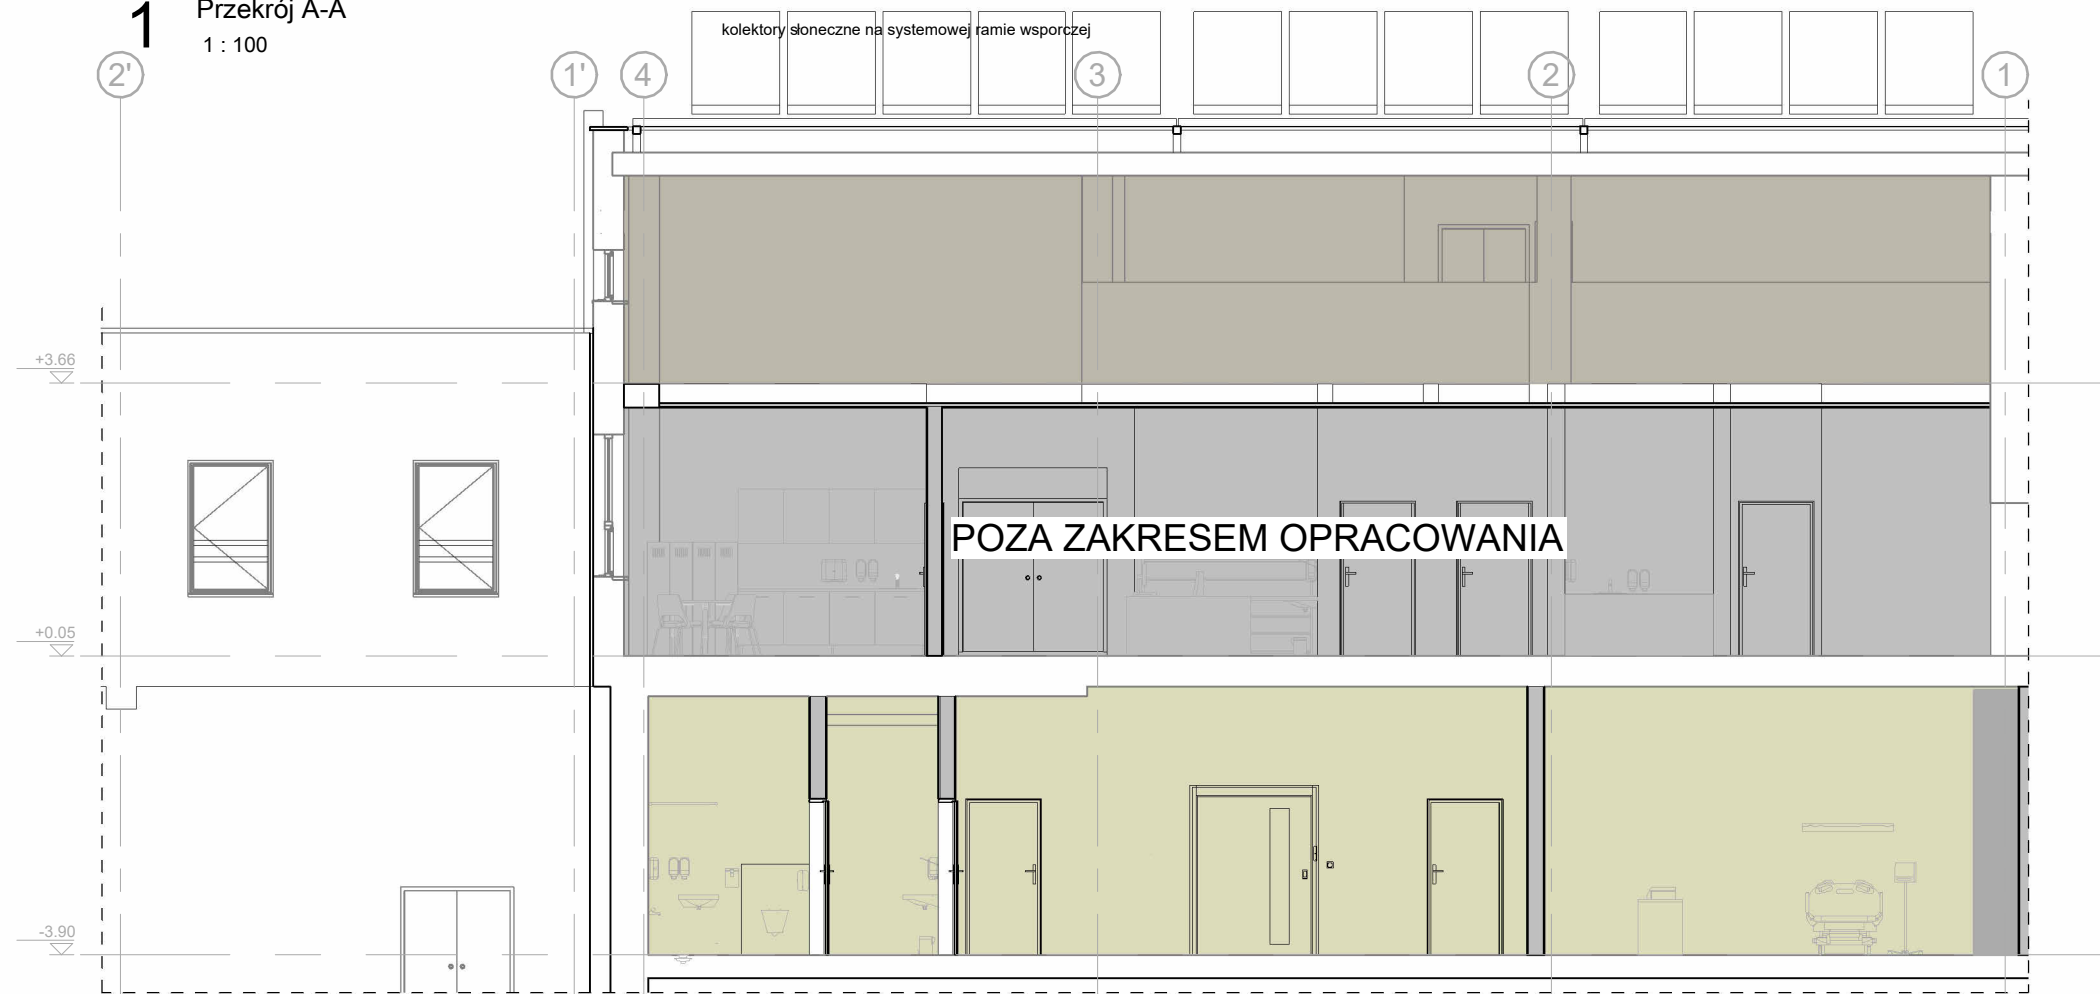 1
Przekrój A-A
1 : 100
kolektory słoneczne na systemowej ramie wsporczej
2'
1'
4
3
2
1
+3.66
POZA ZAKRESEM OPRACOWANIA
+0.05
-3.90